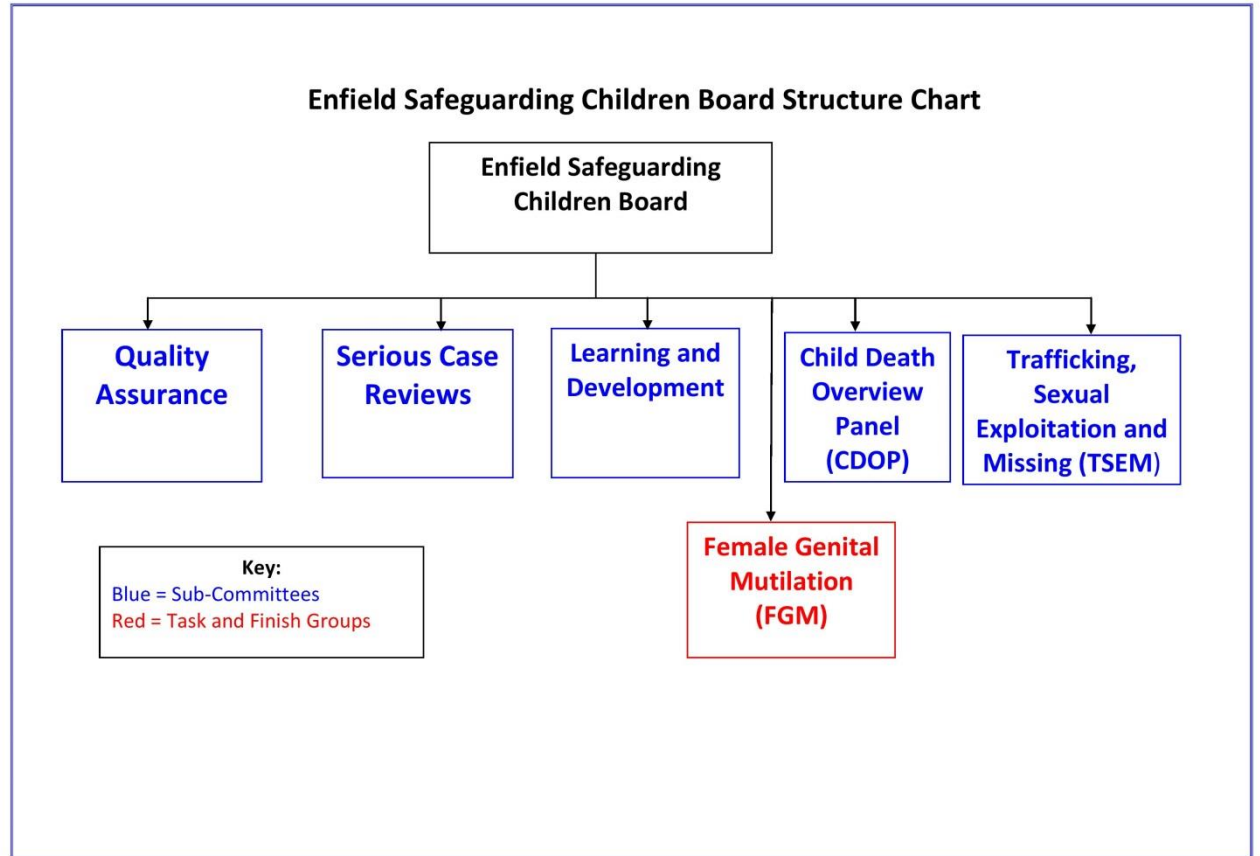 Enfield Safeguarding Children Board Structure Chart
Enfield Safeguarding
Children Board
Quality
Assurance
Serious Case
Reviews
Learning and
Development
Child Death
Overview
Panel
(CDOP)
Trafficking,
Sexual
Exploitation and
Missing (TSEM)
Female Genital
Mutilation
(FGM)
Key:
Blue = Sub-Committees
Red = Task and Finish Groups